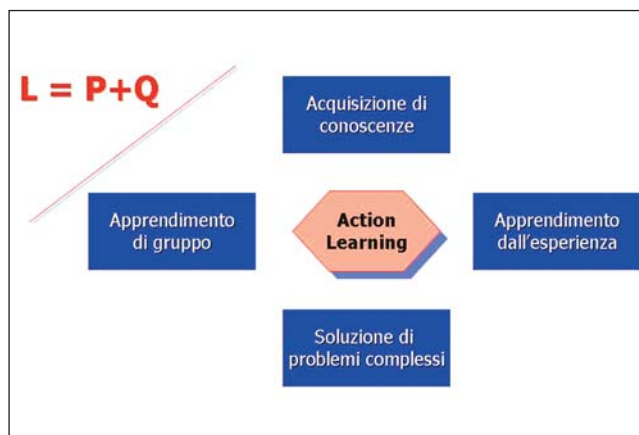 L = P+Q
Acquisizione di
conoscenze
Apprendimento
di gruppo
Action
Learning
Apprendimento
dall'esperienza
Soluzione di
problemi complessi